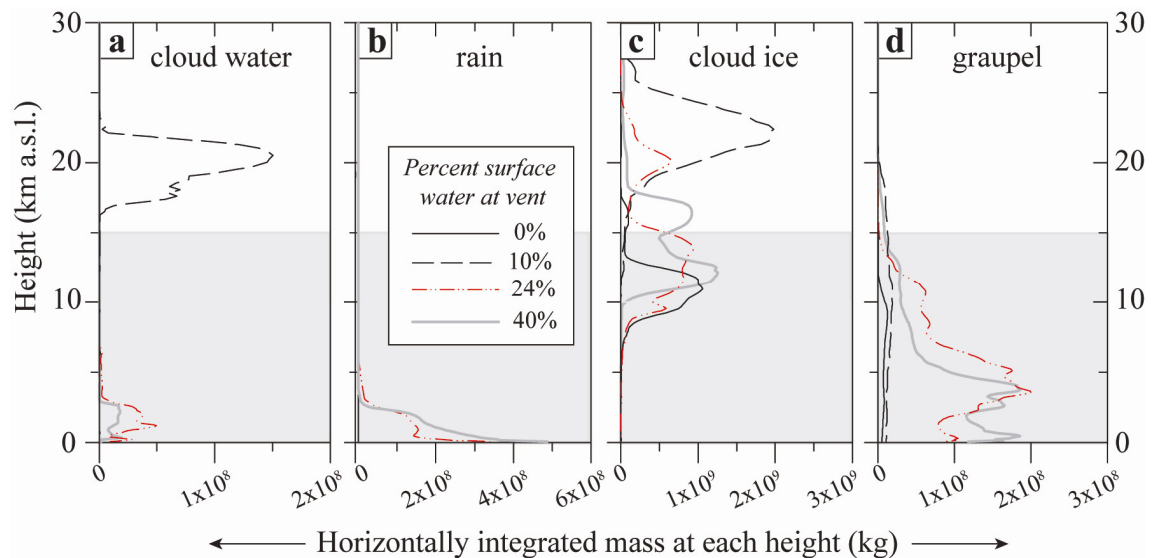 30
20
10
0
Height (km a.s.l.)
a
cloud water
b
rain
c
cloud ice
d
graupel
30
20
10
0
Percent surface
water at vent
0%
10%
24%
40%
0
1x10⁸
2x10⁸
0
2x10⁸
4x10⁸
6x10⁸
0
1x10⁹
2x10⁹
3x10⁹
0
1x10⁸
2x10⁸
3x10⁸
Horizontally integrated mass at each height (kg)